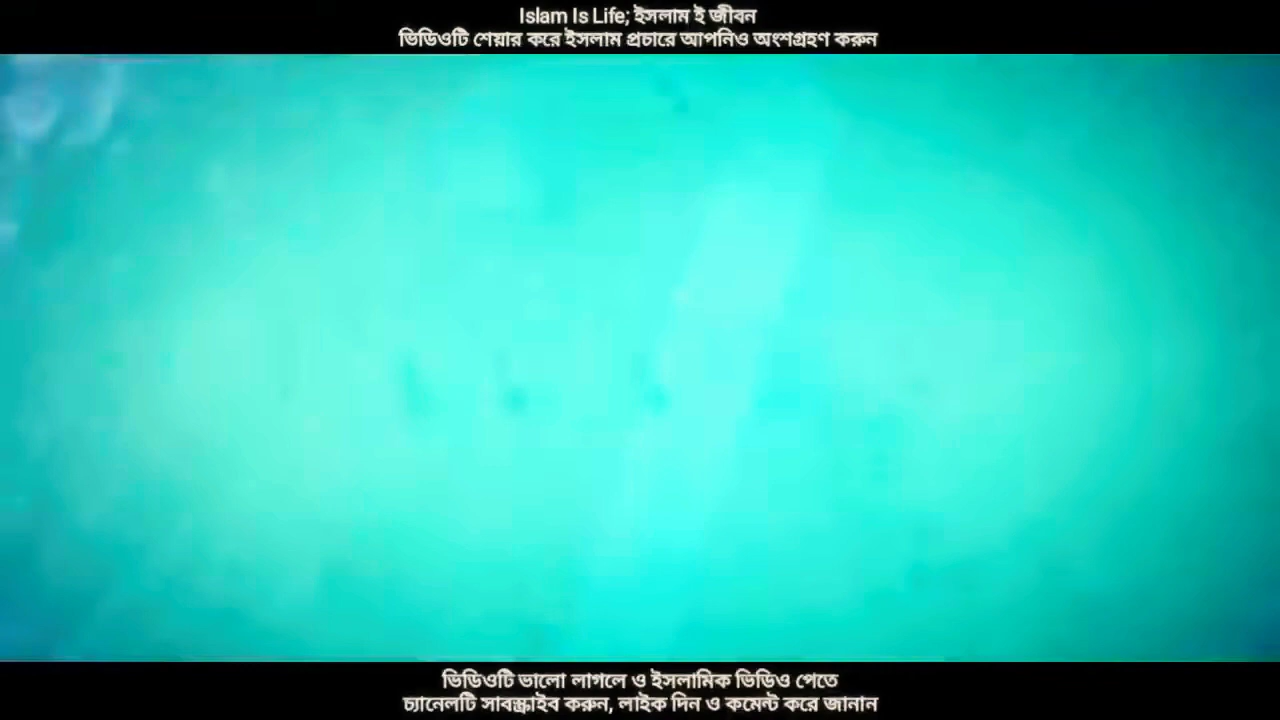 Islam Is Life; ইসলাম ই জীবন
ভিডিওটি শেয়ার করে ইসলাম প্রচারে আপনিও অংশগ্রহণ করুন
ভিডিওটি ভালো লাগলে ও ইসলামিক ভিডিও পেতে
চ্যানেলটি সাবস্ক্রাইব করুন, লাইক দিন ও কমেন্ট করে জানান